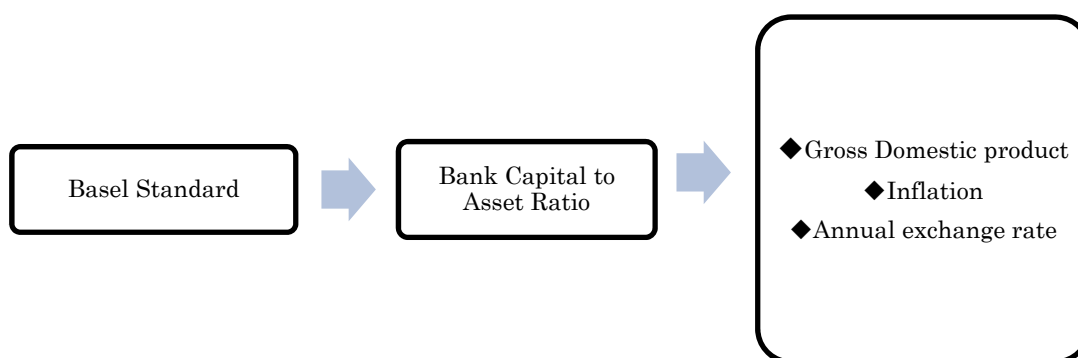 Basel Standard
Bank Capital to
Asset Ratio
◆Gross Domestic product
◆Inflation
◆Annual exchange rate